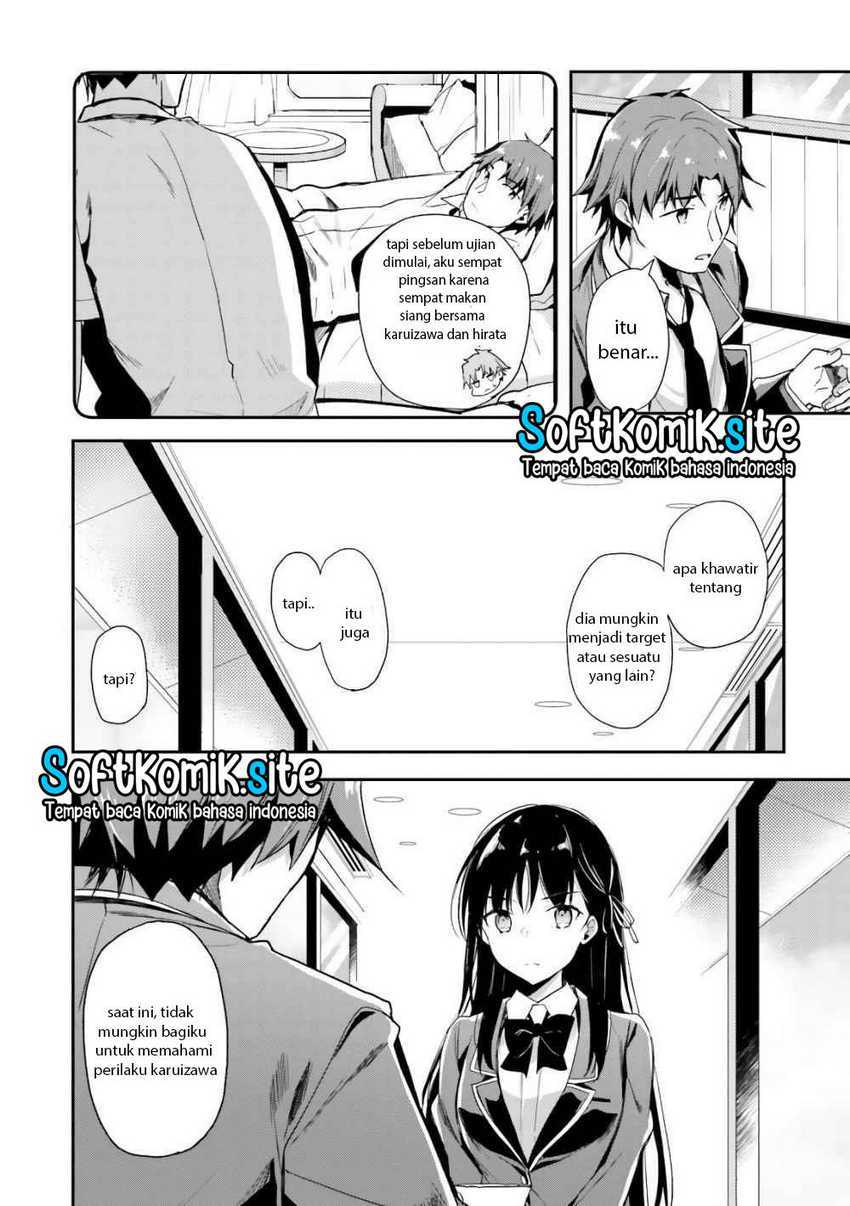 itu
benar...
tapi sebelum ujian
dimulai, aku sempat
pingsan karena
sempat makan
siang bersama
karuizawa dan hirata
SoftKomik.site
Tempat baca Komik bahasa indonesia
apa khawatir
tentang
dia mungkin
menjadi target
atau sesuatu
yang lain?
itu
juga
tapi..
tapi?
SoftKomik.site
Tempat baca Komik bahasa indonesia
saat ini, tidak
mungkin bagiku
untuk memahami
perilaku karuizawa